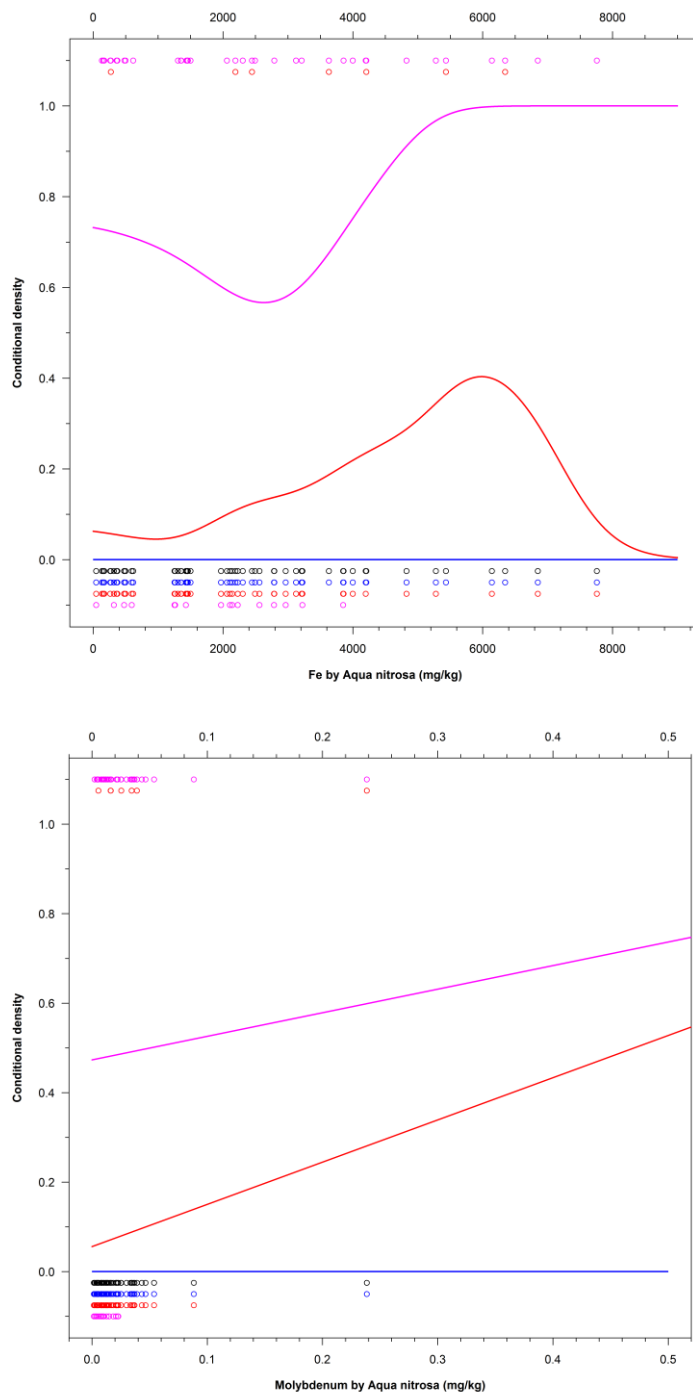 0 2000 4000 6000 8000
1.0
0.8
0.6
0.4
0.2
0.0
Conditional density
0 2000 4000 6000 8000
Fe by Aqua nitrosa (mg/kg)
0 0.1 0.2 0.3 0.4 0.5
1.0
0.8
0.6
0.4
0.2
0.0
Conditional density
0.0 0.1 0.2 0.3 0.4 0.5
Molybdenum by Aqua nitrosa (mg/kg)